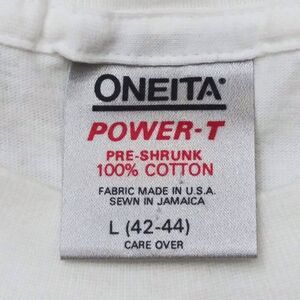 ONEITA®
POWER-T
PRE-SHRUNK
100% COTTON
FABRIC MADE IN U.S.A.
SEWN IN JAMAICA
L (42-44)
CARE OVER